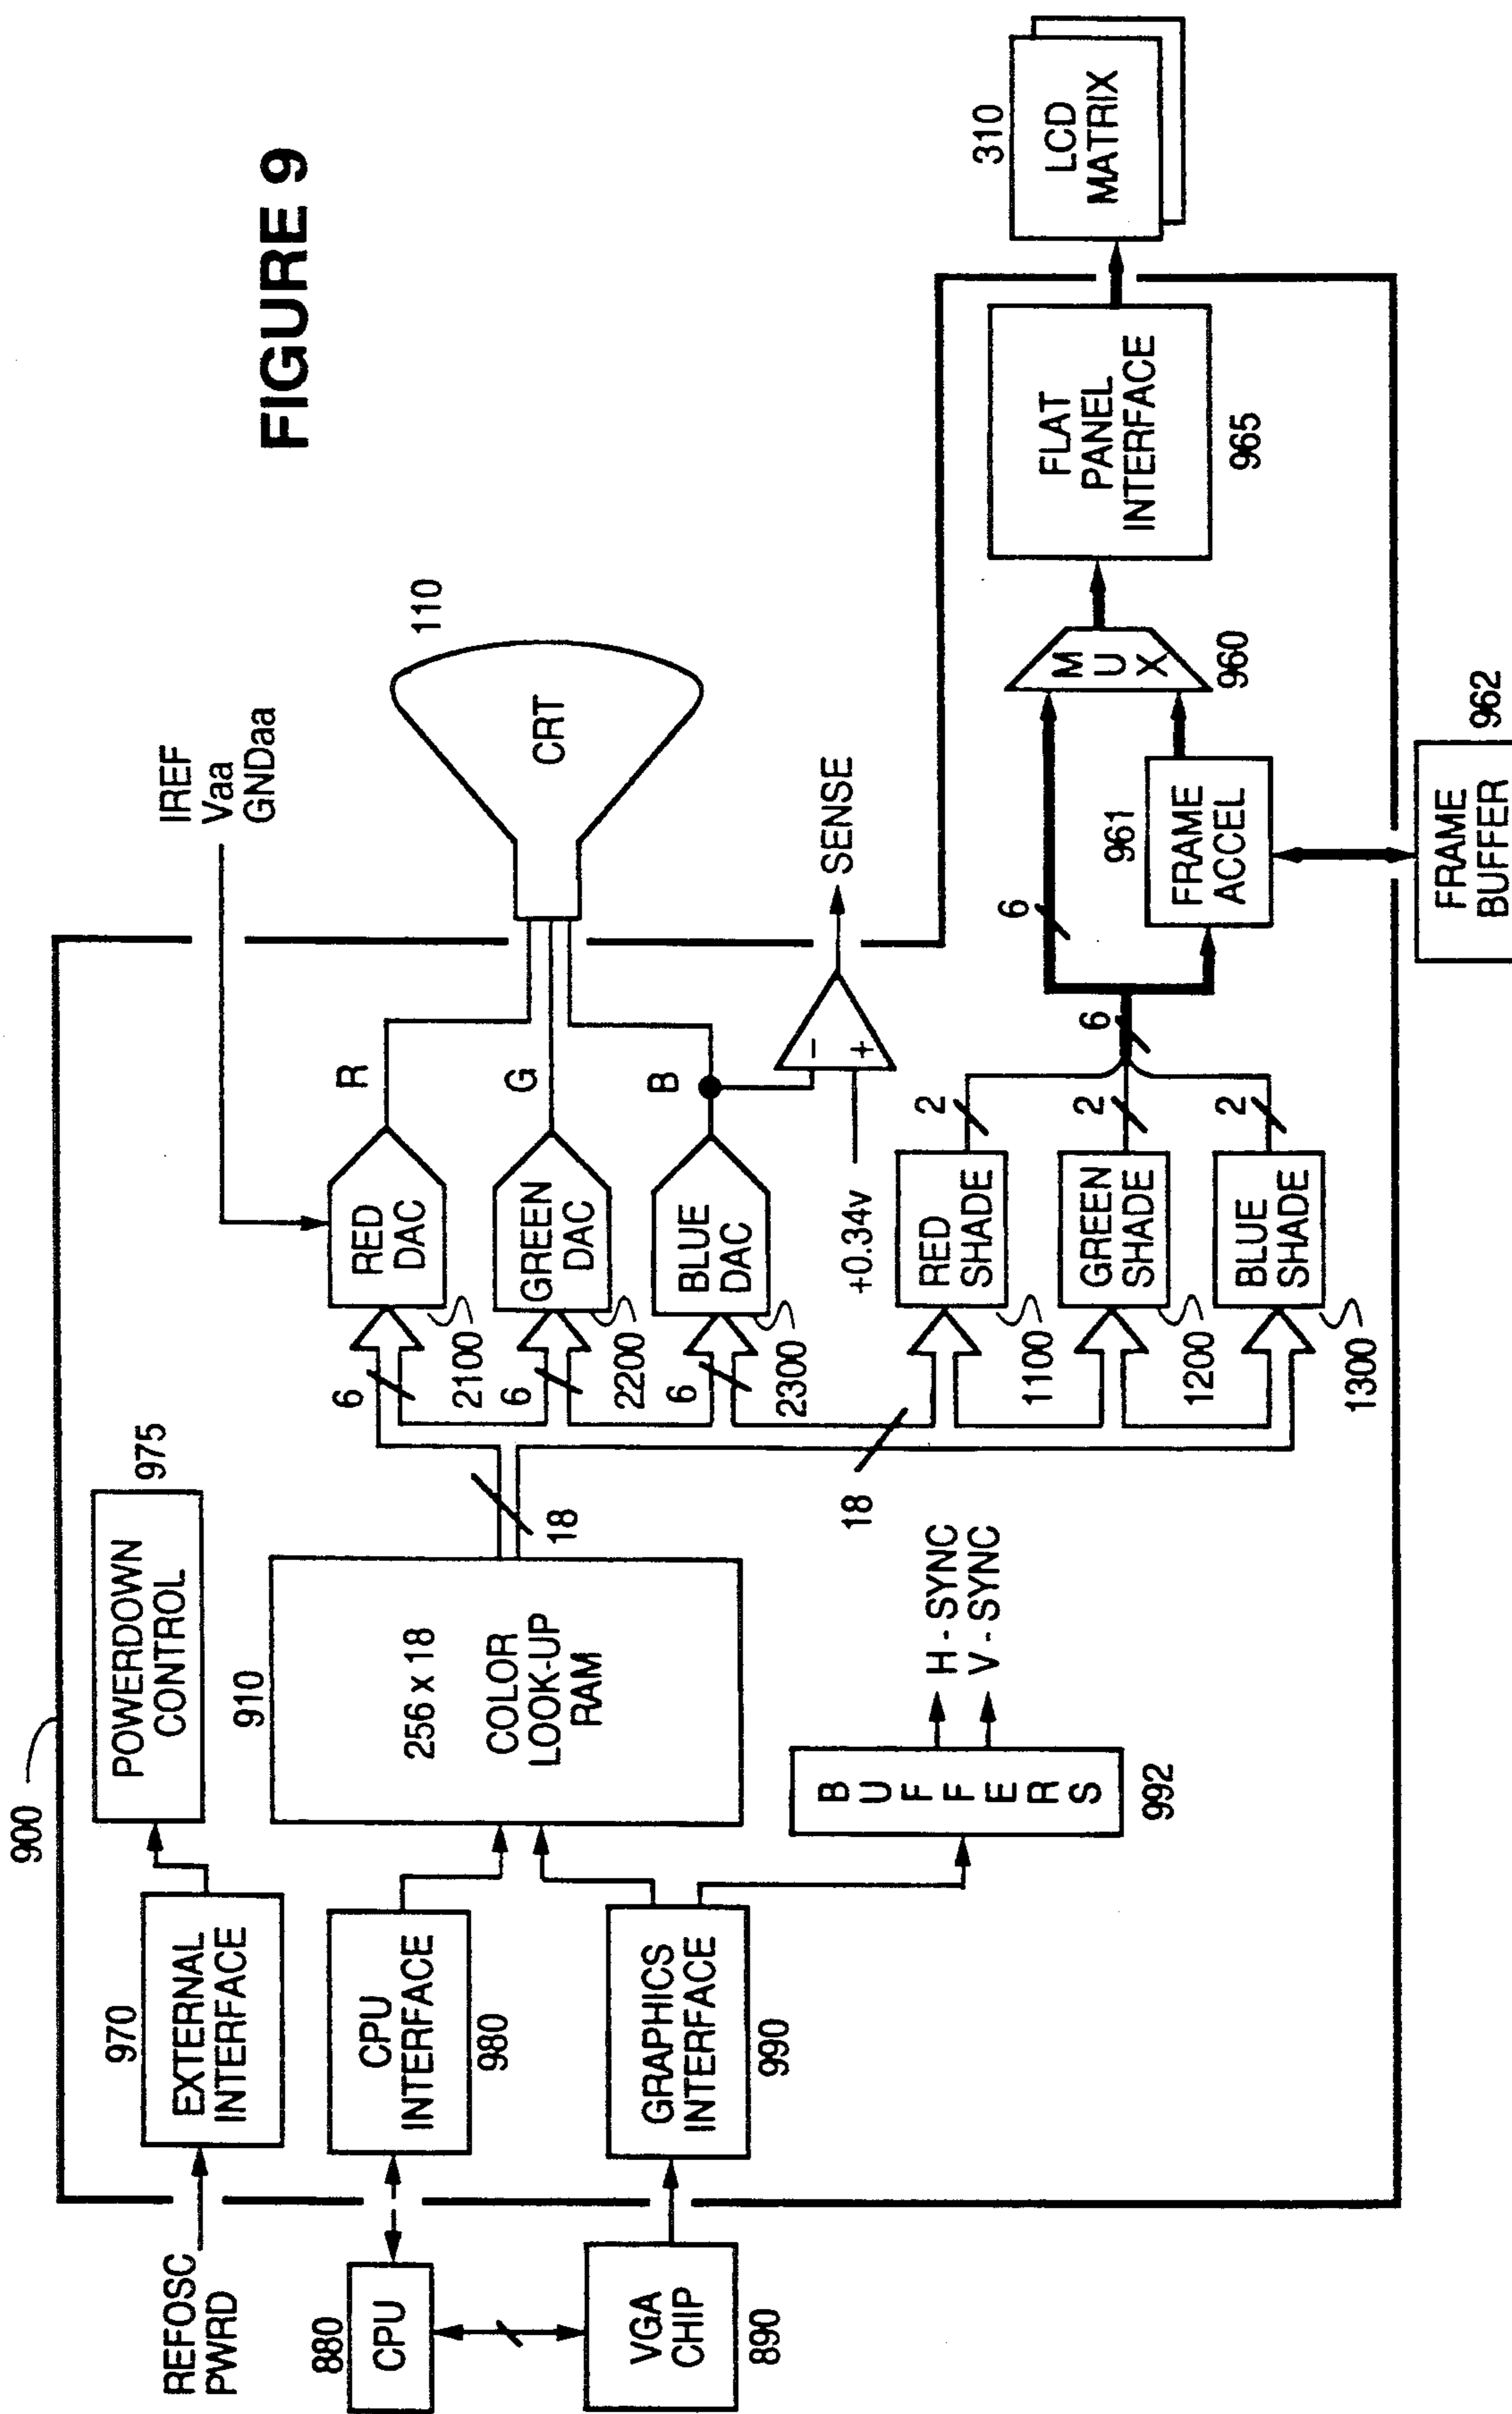 FIGURE 9
900
REFOSC
PWRD
970
EXTERNAL
INTERFACE
POWERDOWN
CONTROL
975
IREF
Vaa
GNDaa
880
CPU
CPU
INTERFACE
980
910
256 x 18
COLOR
LOOK-UP
RAM
18
VGA
CHIP
890
GRAPHICS
INTERFACE
990
BUFFERS
992
H - SYNC
V - SYNC
6
RED
DAC
2100
R
6
GREEN
DAC
2200
G
6
BLUE
DAC
2300
B
CRT
110
-
+
+0.34v
SENSE
18
RED
SHADE
1100
2
GREEN
SHADE
1200
2
BLUE
SHADE
1300
2
6
6
961
FRAME
ACCEL
FRAME
BUFFER
962
MUX
960
FLAT
PANEL
INTERFACE
965
310
LCD
MATRIX